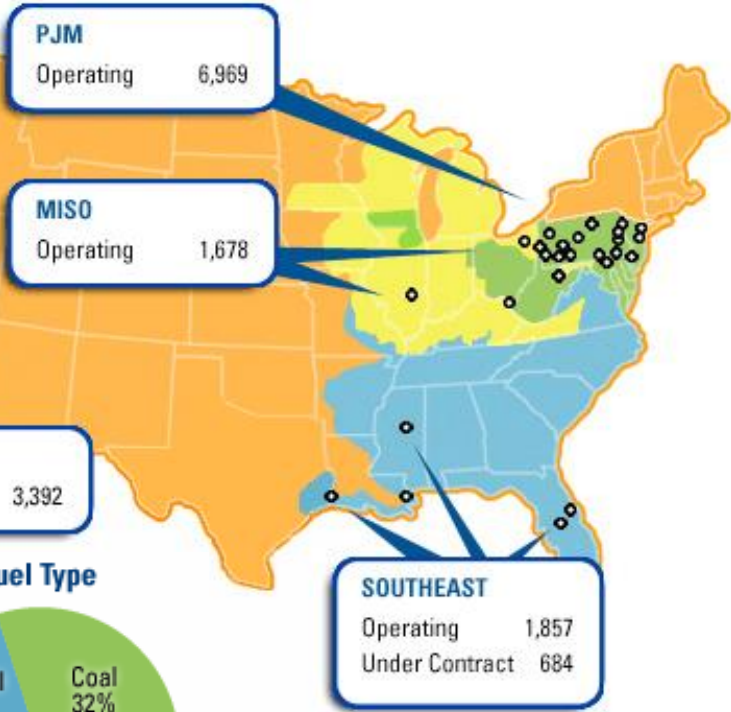 PJM
Operating 6,969
MISO
Operating 1,678
3,392
SOUTHEAST
Operating 1,857
Under Contract 684
Type
Coal
32%